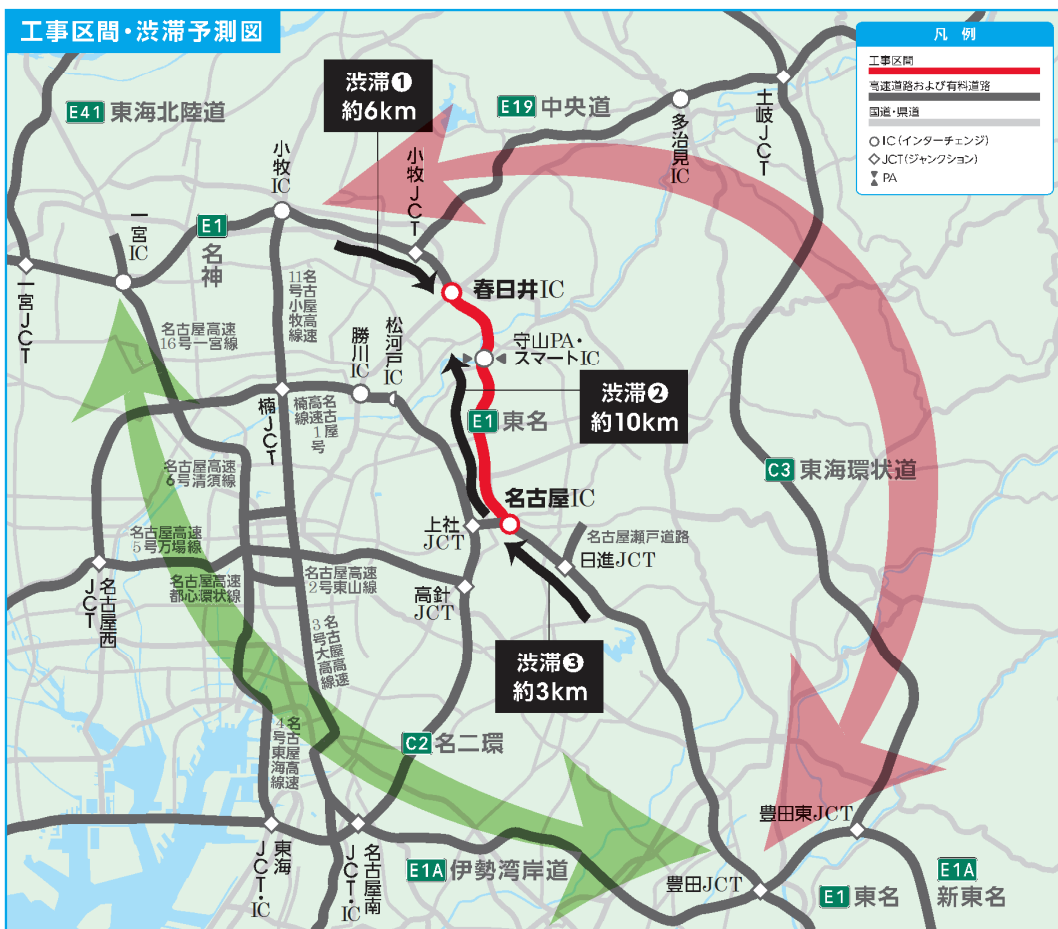 工事区間・渋滞予測図
凡例
工事区間
高速道路および有料道路
国道・県道
IC(インターチェンジ)
JCT(ジャンクション)
PA
渋滞❶
約6km
E41 東海北陸道
E19 中央道
土岐JCT
多治見IC
小牧JCT
小牧IC
E1
名神
一宮IC
一宮JCT
春日井IC
名古屋高速
11号小牧線
名古屋高速
16号一宮線
勝川IC
松河戸IC
守山PA・
スマートIC
渋滞❷
約10km
E1 東名
楠JCT
名古屋
高速1号
楠線
名古屋高速
6号清須線
C3 東海環状道
名古屋IC
上社
JCT
名古屋瀬戸道路
日進JCT
名古屋高速
5号万場線
名古屋高速
都心環状線
名古屋高速
2号東山線
名古屋西
JCT
高針
JCT
名古屋高速
3号大高線
渋滞❸
約3km
名古屋高速
4号東海線
C2 名二環
東海
JCT・IC
名古屋南
JCT・IC
E1A 伊勢湾岸道
豊田東JCT
豊田JCT
E1 東名
E1A
新東名